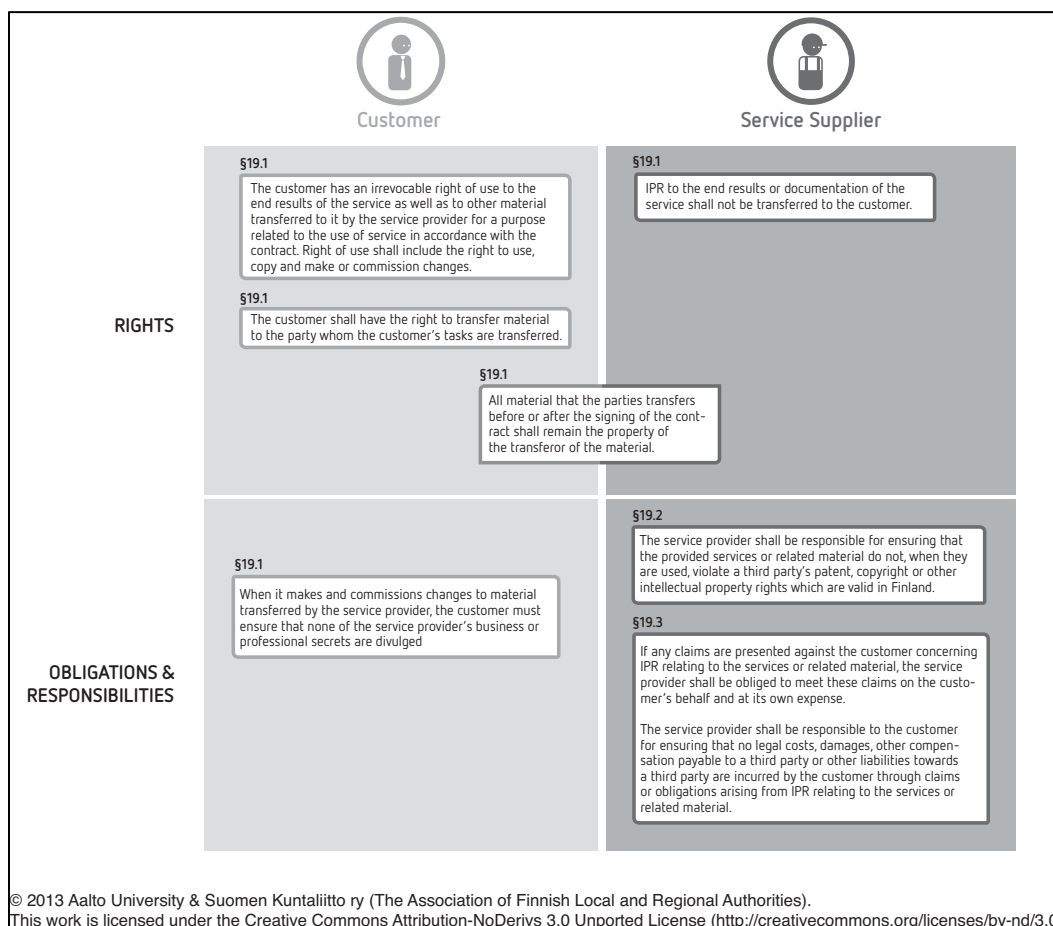 Customer
Service Supplier
RIGHTS
§19.1
The customer has an irrevocable right of use to the
end results of the service as well as to other material
transferred to it by the service provider for a purpose
related to the use of service in accordance with the
contract. Right of use shall include the right to use,
copy and make or commission changes.
§19.1
The customer shall have the right to transfer material
to the party whom the customer's tasks are transferred.
§19.1
IPR to the end results or documentation of the
service shall not be transferred to the customer.
§19.1
All material that the parties transfers
before or after the signing of the cont-
ract shall remain the property of
the transferor of the material.
OBLIGATIONS &
RESPONSIBILITIES
§19.1
When it makes and commissions changes to material
transferred by the service provider, the customer must
ensure that none of the service provider's business or
professional secrets are divulged
§19.2
The service provider shall be responsible for ensuring that
the provided services or related material do not, when they
are used, violate a third party's patent, copyright or other
intellectual property rights which are valid in Finland.
§19.3
If any claims are presented against the customer concerning
IPR relating to the services or related material, the service
provider shall be obliged to meet these claims on the custo-
mer's behalf and at its own expense.
The service provider shall be responsible to the customer
for ensuring that no legal costs, damages, other compen-
sation payable to a third party or other liabilities towards
a third party are incurred by the customer through claims
or obligations arising from IPR relating to the services or
related material.
© 2013 Aalto University & Suomen Kuntaliitto ry (The Association of Finnish Local and Regional Authorities).
This work is licensed under the Creative Commons Attribution-NoDerivs 3.0 Unported License (http://creativecommons.org/licenses/by-nd/3.0